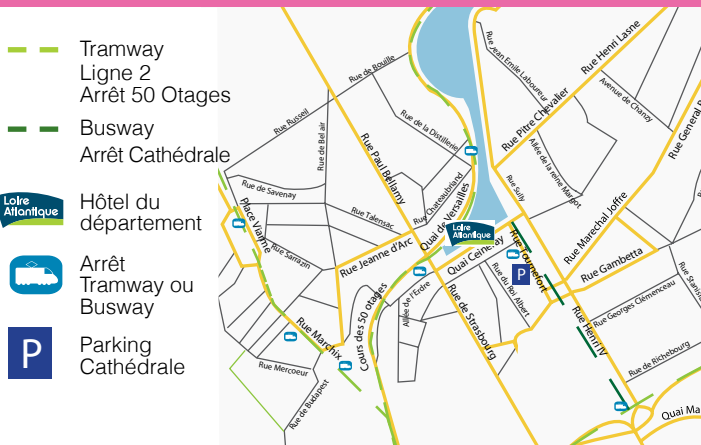 Tramway
Ligne 2
Arrêt 50 Otages
Busway
Arrêt Cathédrale
Loire
Atlantique
Hôtel du
département
Arrêt
Tramway ou
Busway
P
Parking
Cathédrale
Rue de Bouille
Rue Jean Emile Laboureur
Rue Henri Lasne
Avenue de Chanzy
Rue Pitre Chevalier
Rue General B
Rue Russeil
Rue de Bel air
Rue de la Distillerie
Rue Paul Bellamy
Allée de la reine Margot
Rue de Savenay
Rue Chateaubriand
Quai de Versailles
Rue Sully
Place Viarme
Rue Talensac
Rue Marechal Joffre
Loire
Atlantique
Rue Sarrazin
Rue Jeanne d'Arc
Quai Ceineray
Rue Tournefort
P
Rue Gambetta
Rue Stanis
Cours des 50 otages
Allée de l'Erdre
Rue du Roi Albert
Rue de Strasbourg
Rue Georges Clémenceau
Rue Marchix
Rue Henri IV
Rue Mercoeur
Rue de Richebourg
Rue de Budapest
Quai Ma